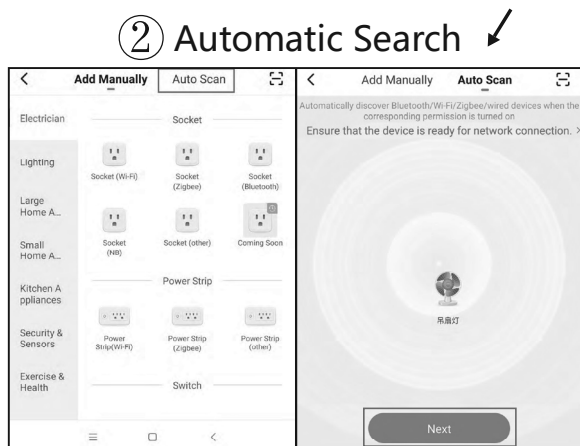 ② Automatic Search
Add Manually Auto Scan
Electrician
Lighting
Large
Home A...
Small
Home A...
Kitchen A
ppliances
Security &
Sensors
Exercise &
Health
Socket
Socket (Wi-Fi)
Socket
(Zigbee)
Socket
(Bluetooth)
Socket
(NB)
Socket (other)
Coming Soon
Power Strip
Power
Strip(Wi-Fi)
Power Strip
(Zigbee)
Power Strip
(other)
Switch
Add Manually Auto Scan
Automatically discover Bluetooth/Wi-Fi/Zigbee/wired devices when the
corresponding permission is turned on
Ensure that the device is ready for network connection. >
吊扇灯
Next